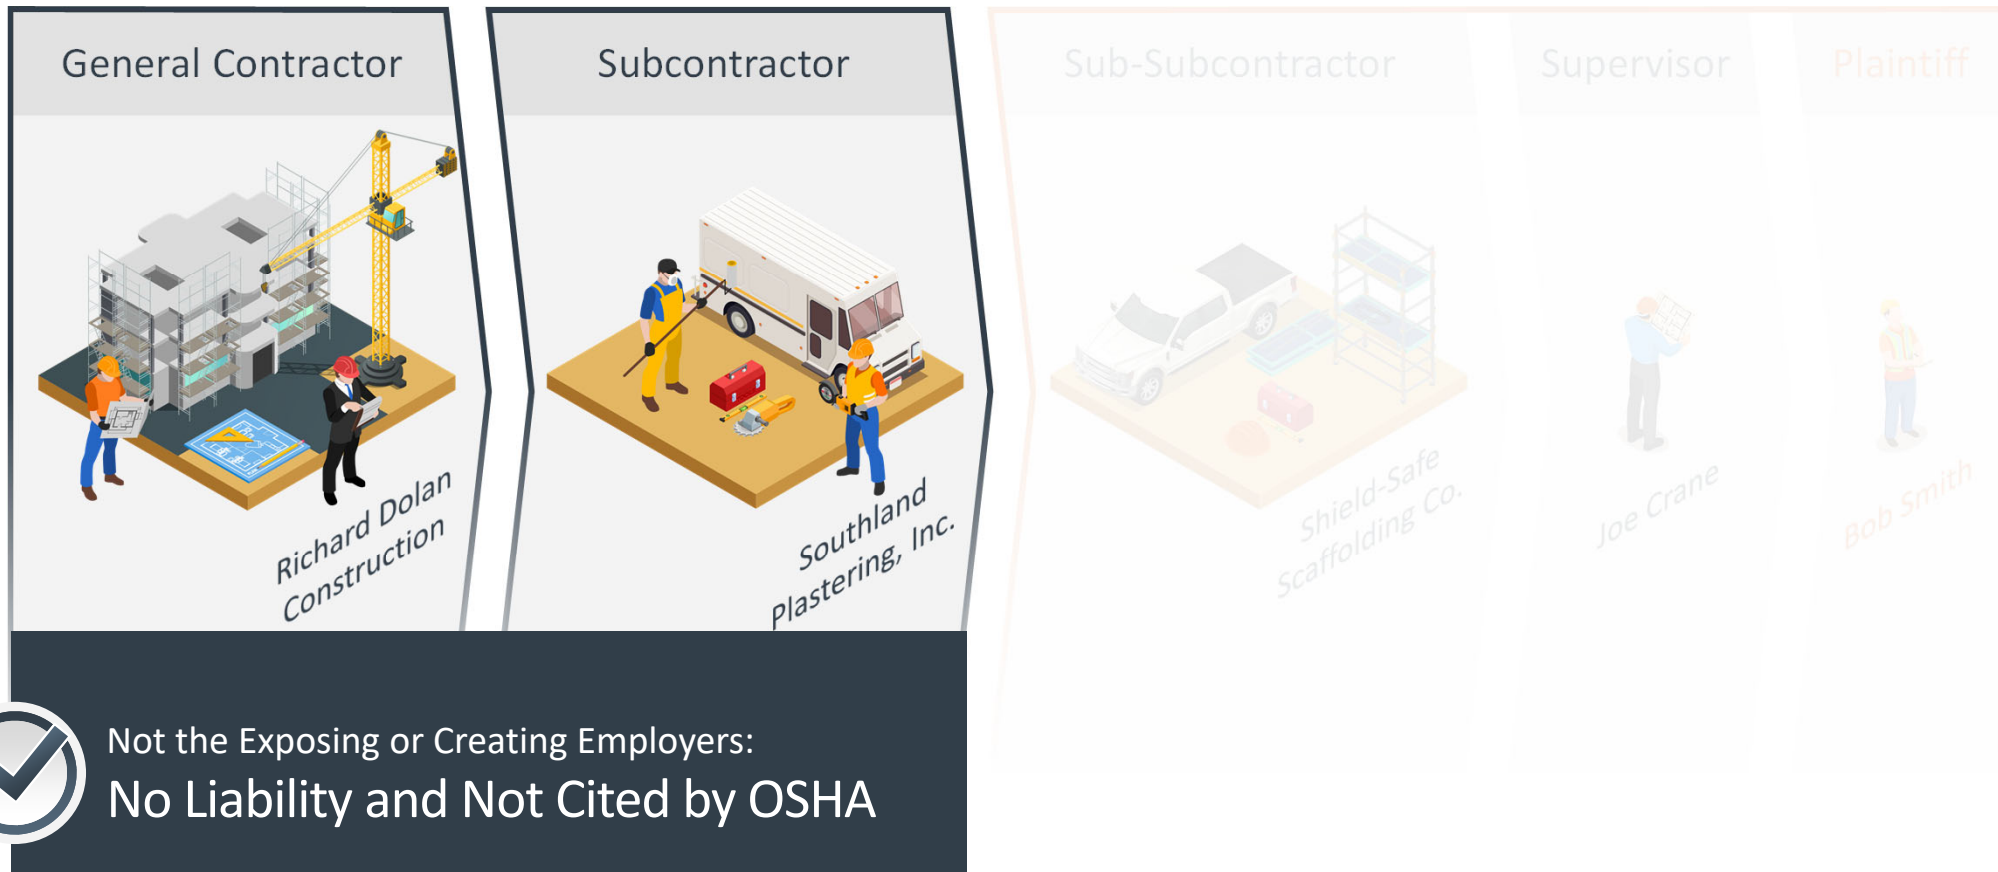 General Contractor
Subcontractor
Sub-Subcontractor
Supervisor
Plaintiff
Richard Dolan
Construction
Southland
Plastering, Inc.
Shield-Safe
Scaffolding Co.
Joe Crane
Bob Smith
Not the Exposing or Creating Employers:
No Liability and Not Cited by OSHA